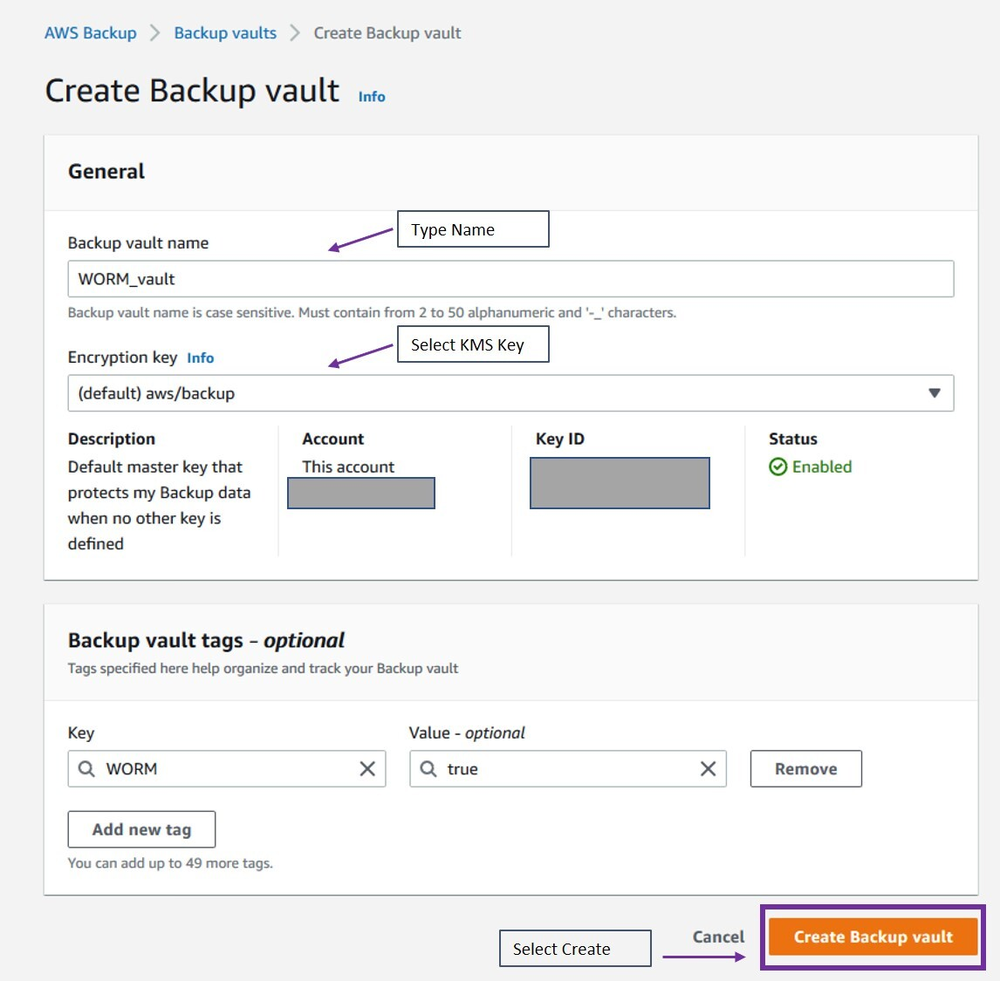 AWS Backup > Backup vaults > Create Backup vault
Create Backup vault Info
General
Type Name
Backup vault name
WORM_vault
Backup vault name is case sensitive. Must contain from 2 to 50 alphanumeric and '-_' characters.
Select KMS Key
Encryption key Info
(default) aws/backup
Description Account Key ID Status
Default master key that This account Enabled
protects my Backup data
when no other key is
defined
Backup vault tags - optional
Tags specified here help organize and track your Backup vault
Key Value - optional
WORM true Remove
Add new tag
You can add up to 49 more tags.
Select Create Cancel Create Backup vault